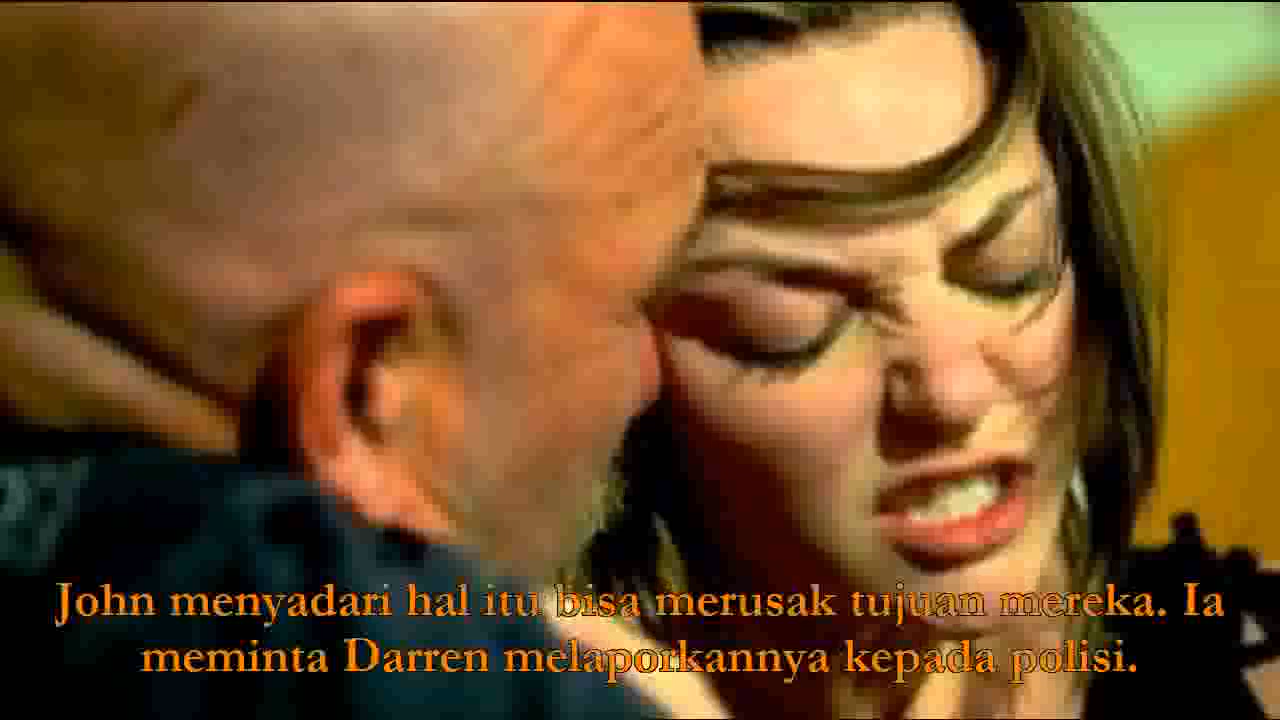 John menyadari hal itu bisa merusak tujuan mereka. Ia
meminta Darren melaporkannya kepada polisi.